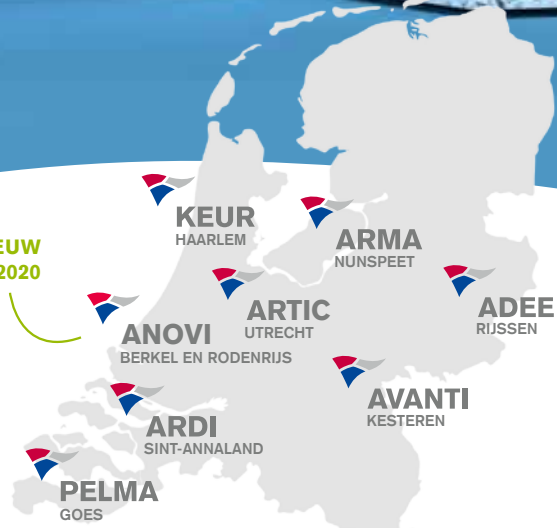 KEUR
HAARLEM
ARMA
NUNSPEET
EUW
2020
ARTIC
UTRECHT
ADEE
RIJSSEN
ANOVI
BERKEL EN RODENRIJS
AVANTI
KESTEREN
ARDI
SINT-ANNALAND
PELMA
GOES